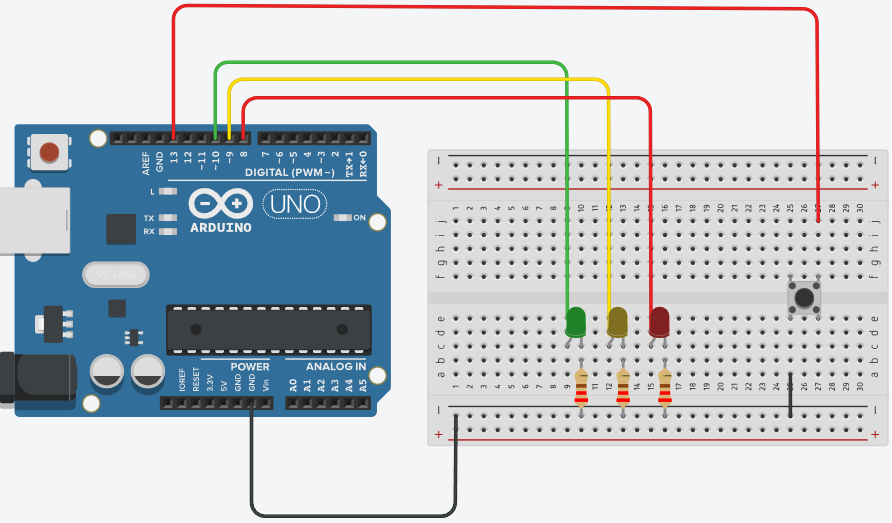 AREF
GND
13
12
~11
~10
~9
8
7
~6
~5
4
~3
2
TX→1
RX←0
DIGITAL (PWM~)
L
TX
RX
ARDUINO
UNO
ON
IOREF
RESET
3.3V
5V
GND
GND
Vin
POWER
ANALOG IN
A0
A1
A2
A3
A4
A5
− −
+ +
1 2 3 4 5 6 7 8 9 10 11 12 13 14 15 16 17 18 19 20 21 22 23 24 25 26 27 28 29 30
j j
i i
h h
g g
f f
e e
d d
c c
b b
a a
1 2 3 4 5 6 7 8 9 10 11 12 13 14 15 16 17 18 19 20 21 22 23 24 25 26 27 28 29 30
− −
+ +